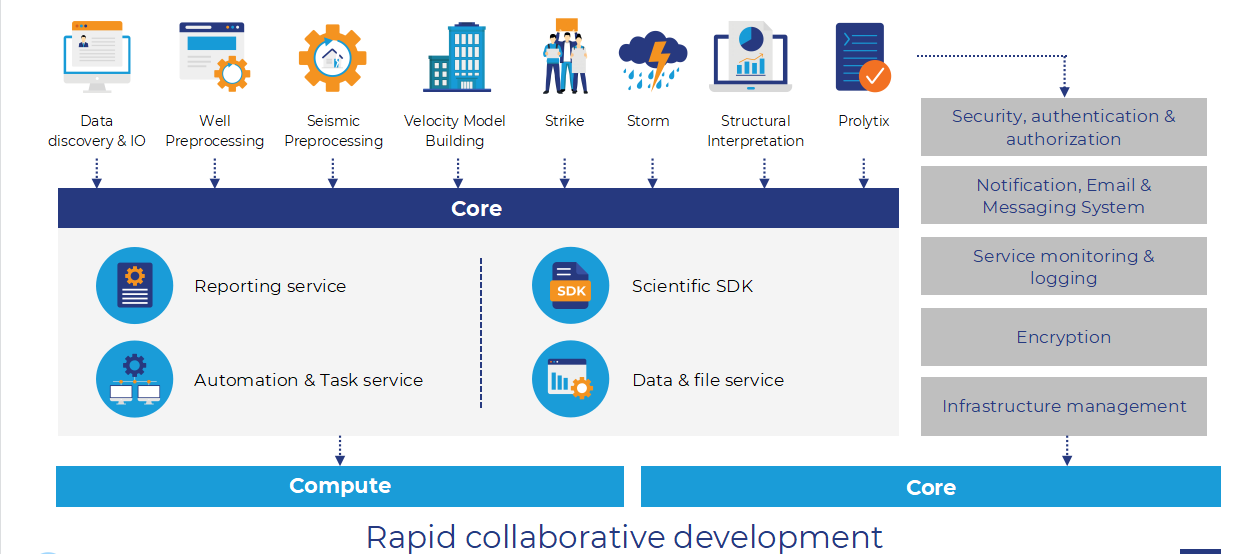 Data
discovery & IO
Well
Preprocessing
Seismic
Preprocessing
Velocity Model
Building
Strike
Storm
Structural
Interpretation
Prolytix
Security, authentication &
authorization
Notification, Email &
Messaging System
Service monitoring &
logging
Encryption
Infrastructure management
Core
Reporting service
Scientific SDK
SDK
Automation & Task service
Data & file service
Compute
Core
Rapid collaborative development